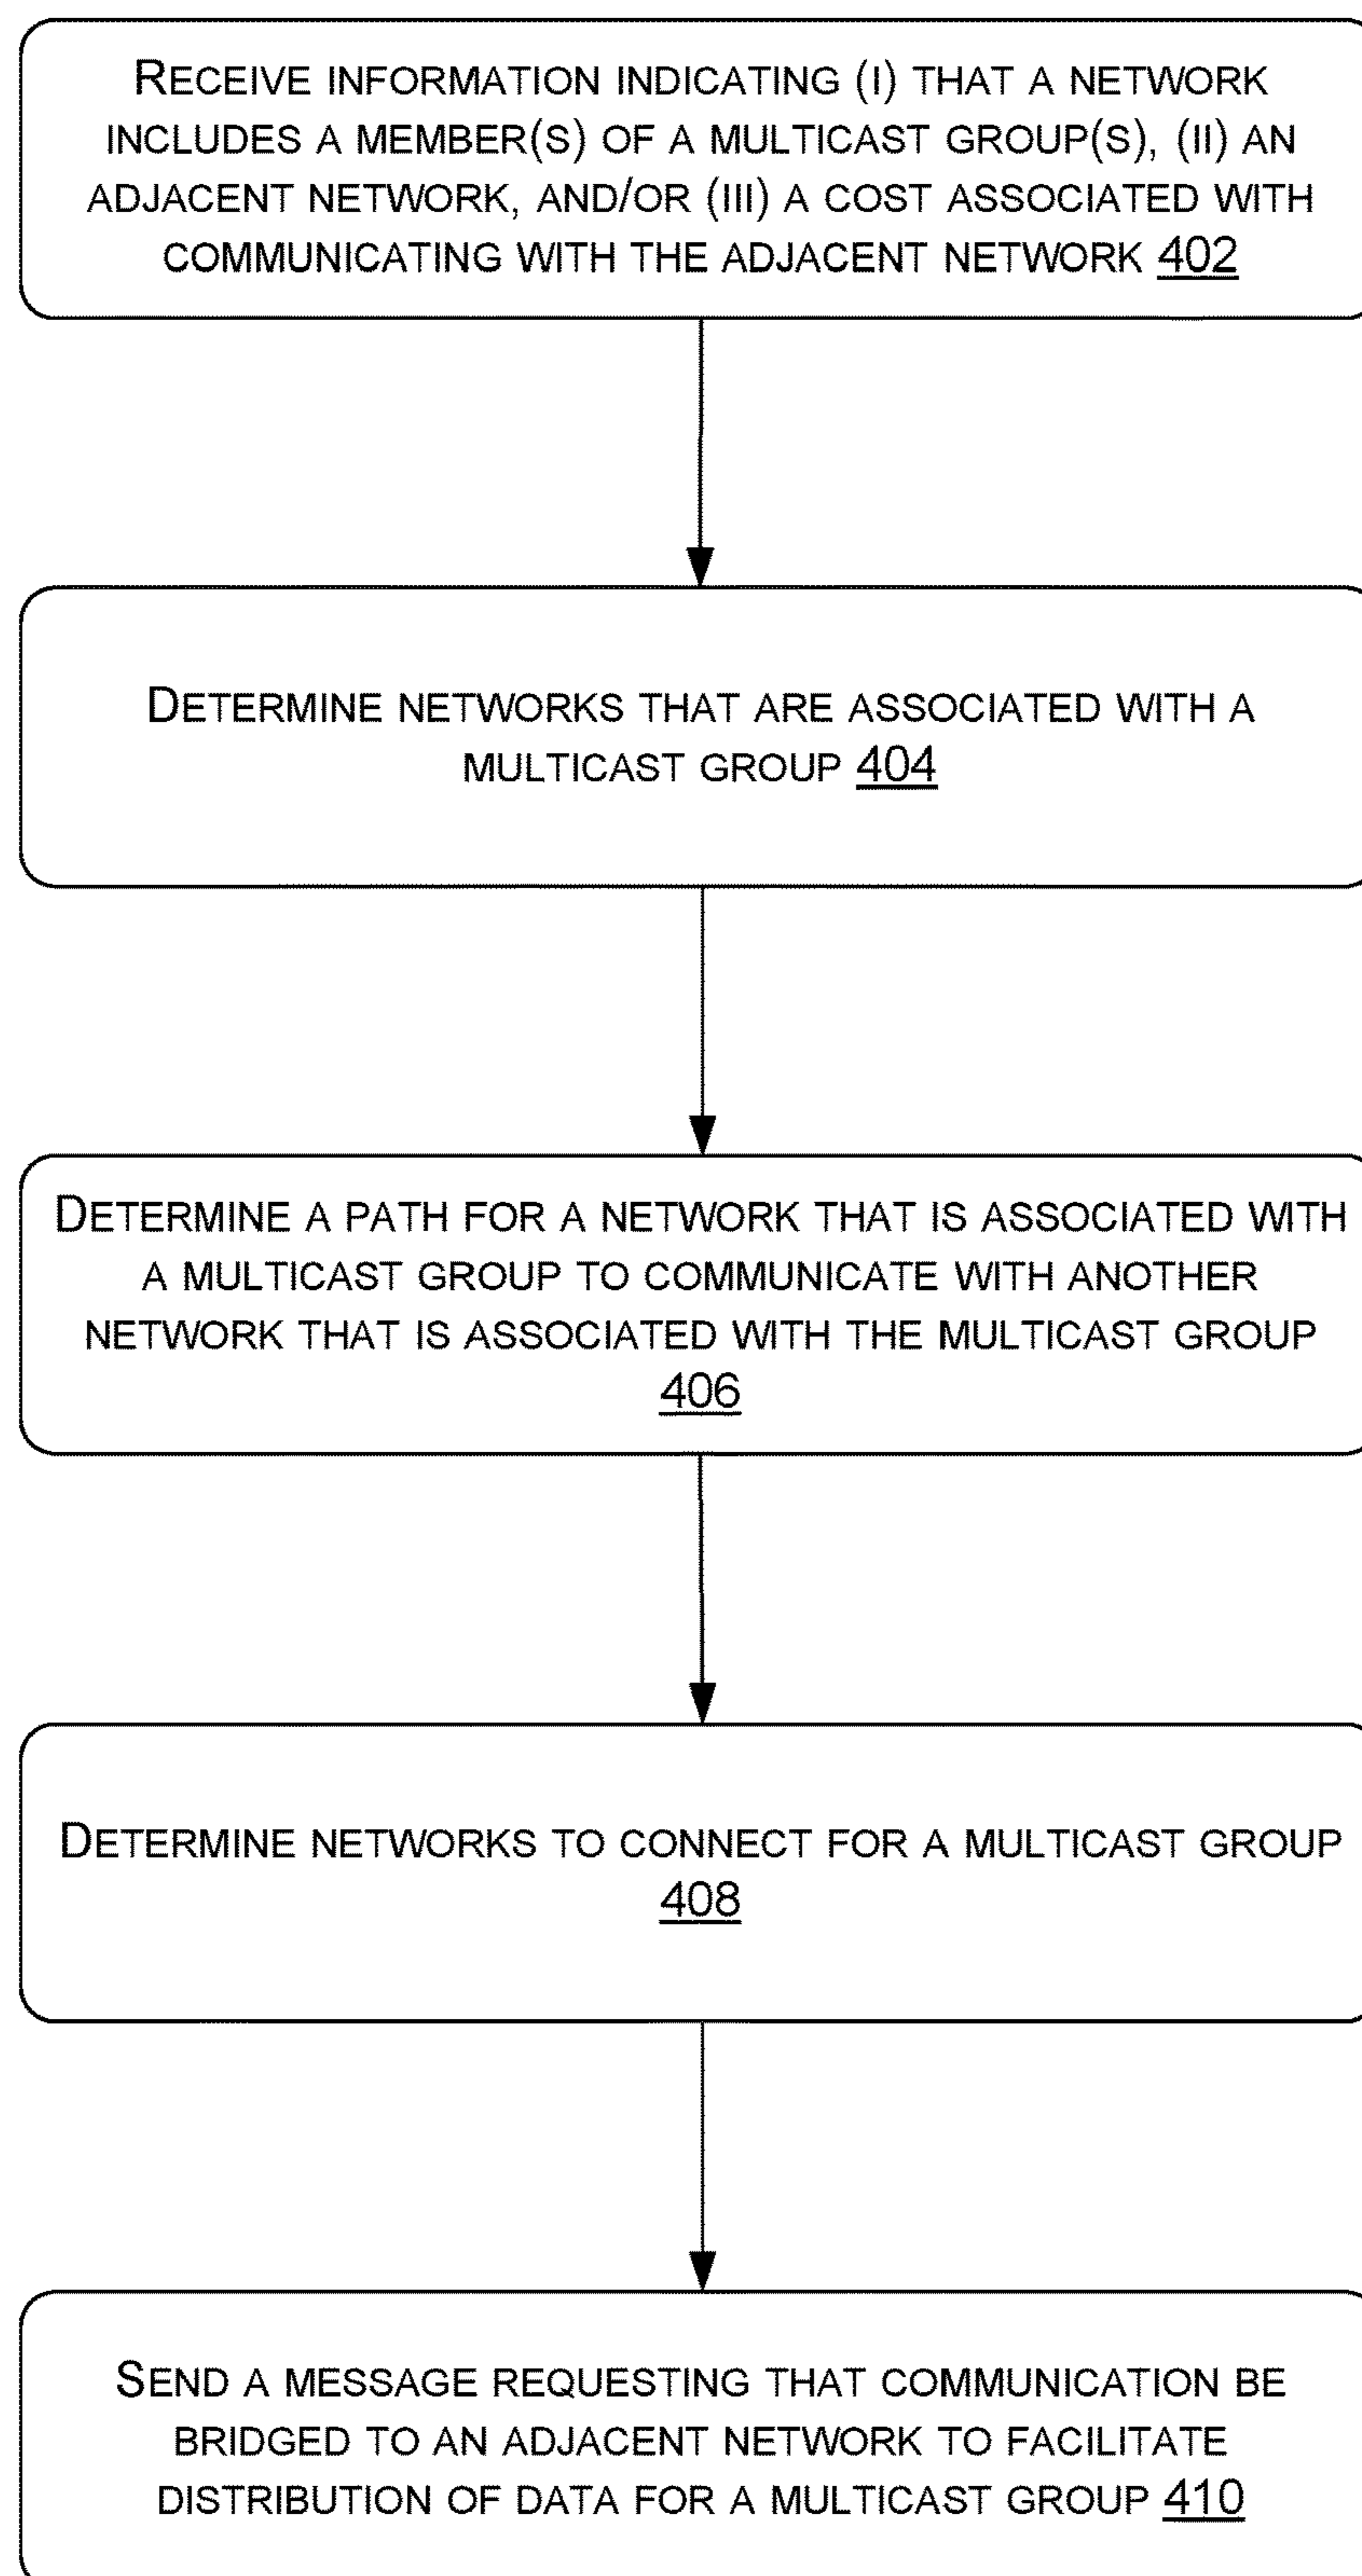 RECEIVE INFORMATION INDICATING (I) THAT A NETWORK
INCLUDES A MEMBER(S) OF A MULTICAST GROUP(S), (II) AN
ADJACENT NETWORK, AND/OR (III) A COST ASSOCIATED WITH
COMMUNICATING WITH THE ADJACENT NETWORK 402
DETERMINE NETWORKS THAT ARE ASSOCIATED WITH A
MULTICAST GROUP 404
DETERMINE A PATH FOR A NETWORK THAT IS ASSOCIATED WITH
A MULTICAST GROUP TO COMMUNICATE WITH ANOTHER
NETWORK THAT IS ASSOCIATED WITH THE MULTICAST GROUP
406
DETERMINE NETWORKS TO CONNECT FOR A MULTICAST GROUP
408
SEND A MESSAGE REQUESTING THAT COMMUNICATION BE
BRIDGED TO AN ADJACENT NETWORK TO FACILITATE
DISTRIBUTION OF DATA FOR A MULTICAST GROUP 410